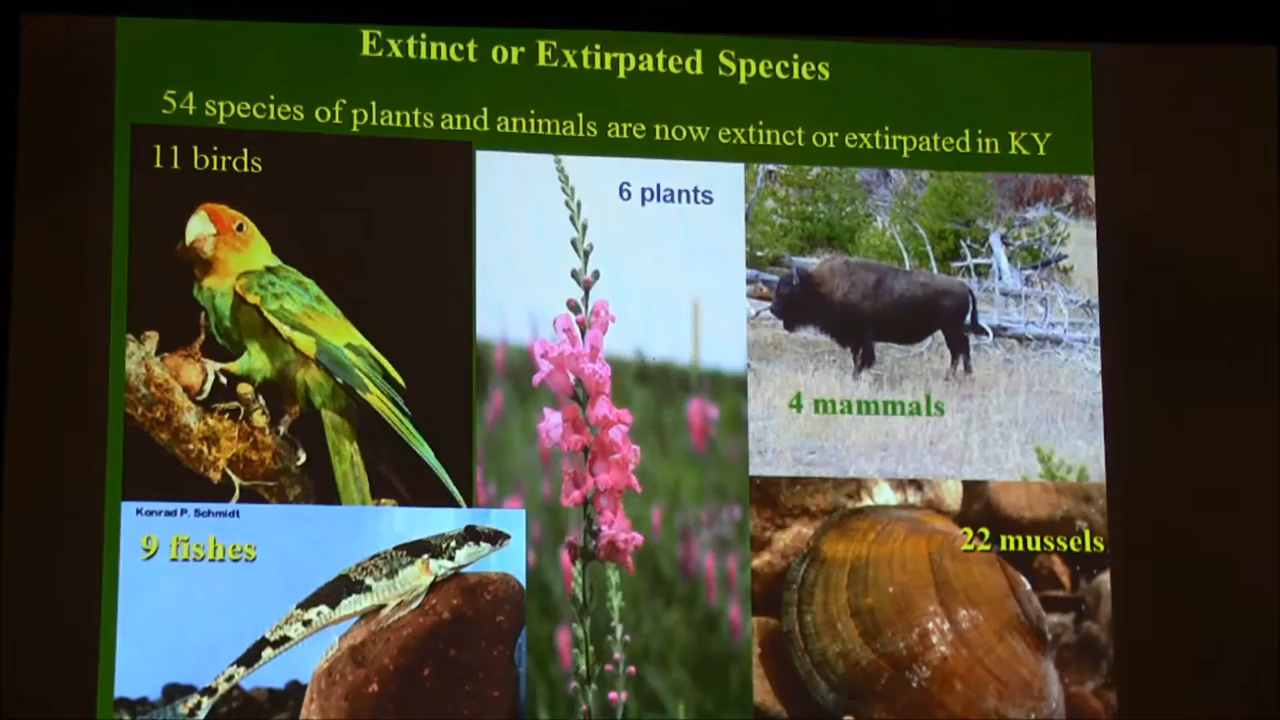 Extinct or Extirpated Species
54 species of plants and animals are now extinct or extirpated in KY
11 birds
6 plants
4 mammals
Konrad P. Schmidt
9 fishes
22 mussels